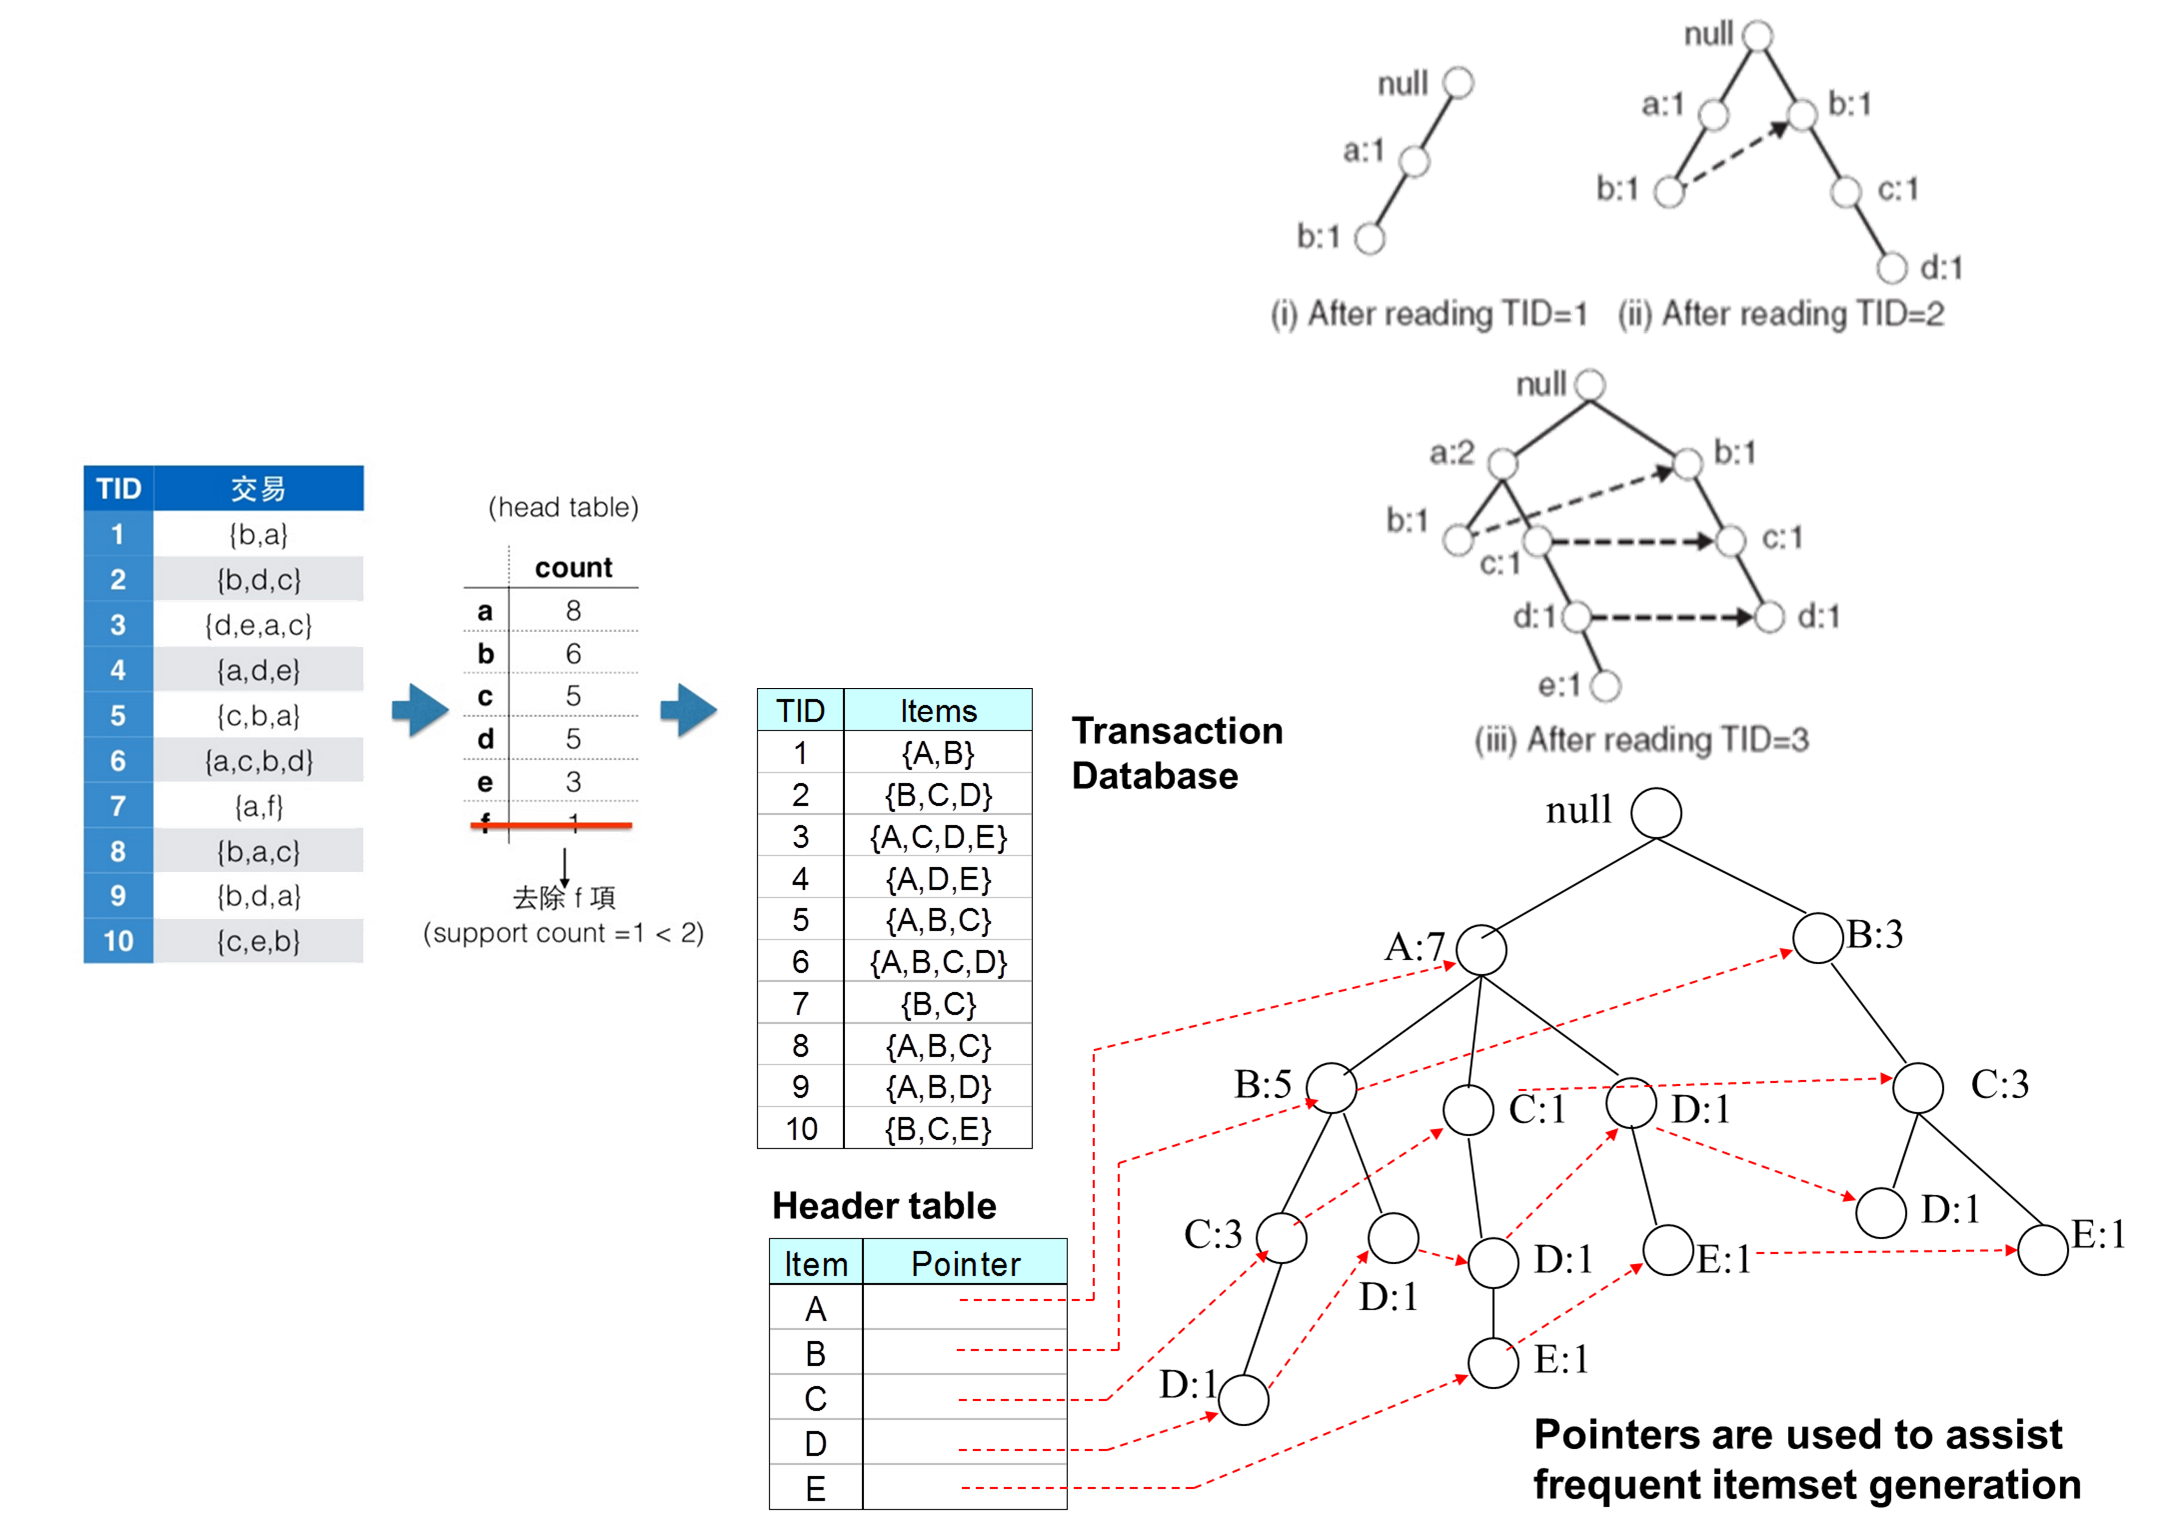 TID 交易
1 {b,a}
2 {b,d,c}
3 {d,e,a,c}
4 {a,d,e}
5 {c,b,a}
6 {a,c,b,d}
7 {a,f}
8 {b,a,c}
9 {b,d,a}
10 {c,e,b}
(head table)
count
a 8
b 6
c 5
d 5
e 3
f 1
去除 f 項
(support count =1 < 2)
TID Items
1 {A,B}
2 {B,C,D}
3 {A,C,D,E}
4 {A,D,E}
5 {A,B,C}
6 {A,B,C,D}
7 {B,C}
8 {A,B,C}
9 {A,B,D}
10 {B,C,E}
Transaction
Database
Header table
Item Pointer
A
B
C
D
E
null
a:1
b:1
(i) After reading TID=1
null
a:1 b:1
b:1 c:1
d:1
(ii) After reading TID=2
null
a:2 b:1
b:1 c:1 c:1
d:1 d:1
e:1
(iii) After reading TID=3
null
A:7 B:3
B:5 C:1 D:1 C:3
C:3 D:1 D:1 E:1 D:1 E:1
D:1 E:1
Pointers are used to assist
frequent itemset generation